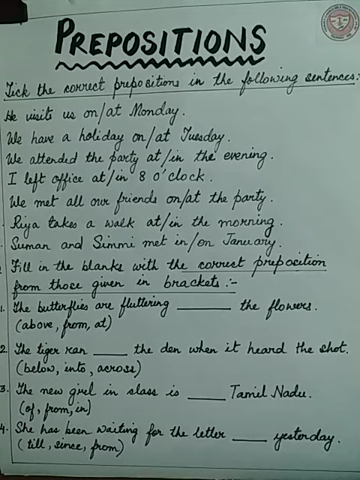 PREPOSITIONS
Tick the correct prepositions in the following sentences:
He visits us on/at Monday.
We have a holiday on/at Tuesday.
We attended the party at/in the evening.
I left office at/in 8 o'clock.
We met all our friends on/at the party.
Riya takes a walk at/in the morning.
Suman and Simmi met in/on January.
Fill in the blanks with the correct preposition
from those given in brackets:-
1. The butterflies are fluttering ______ the flowers.
(above, from, at)
2. The tiger ran ____ the den when it heard the shot.
(below, into, across)
3. The new girl in class is ____ Tamil Nadu.
(of, from, in)
4. She has been waiting for the letter ____ yesterday.
(till, since, from)